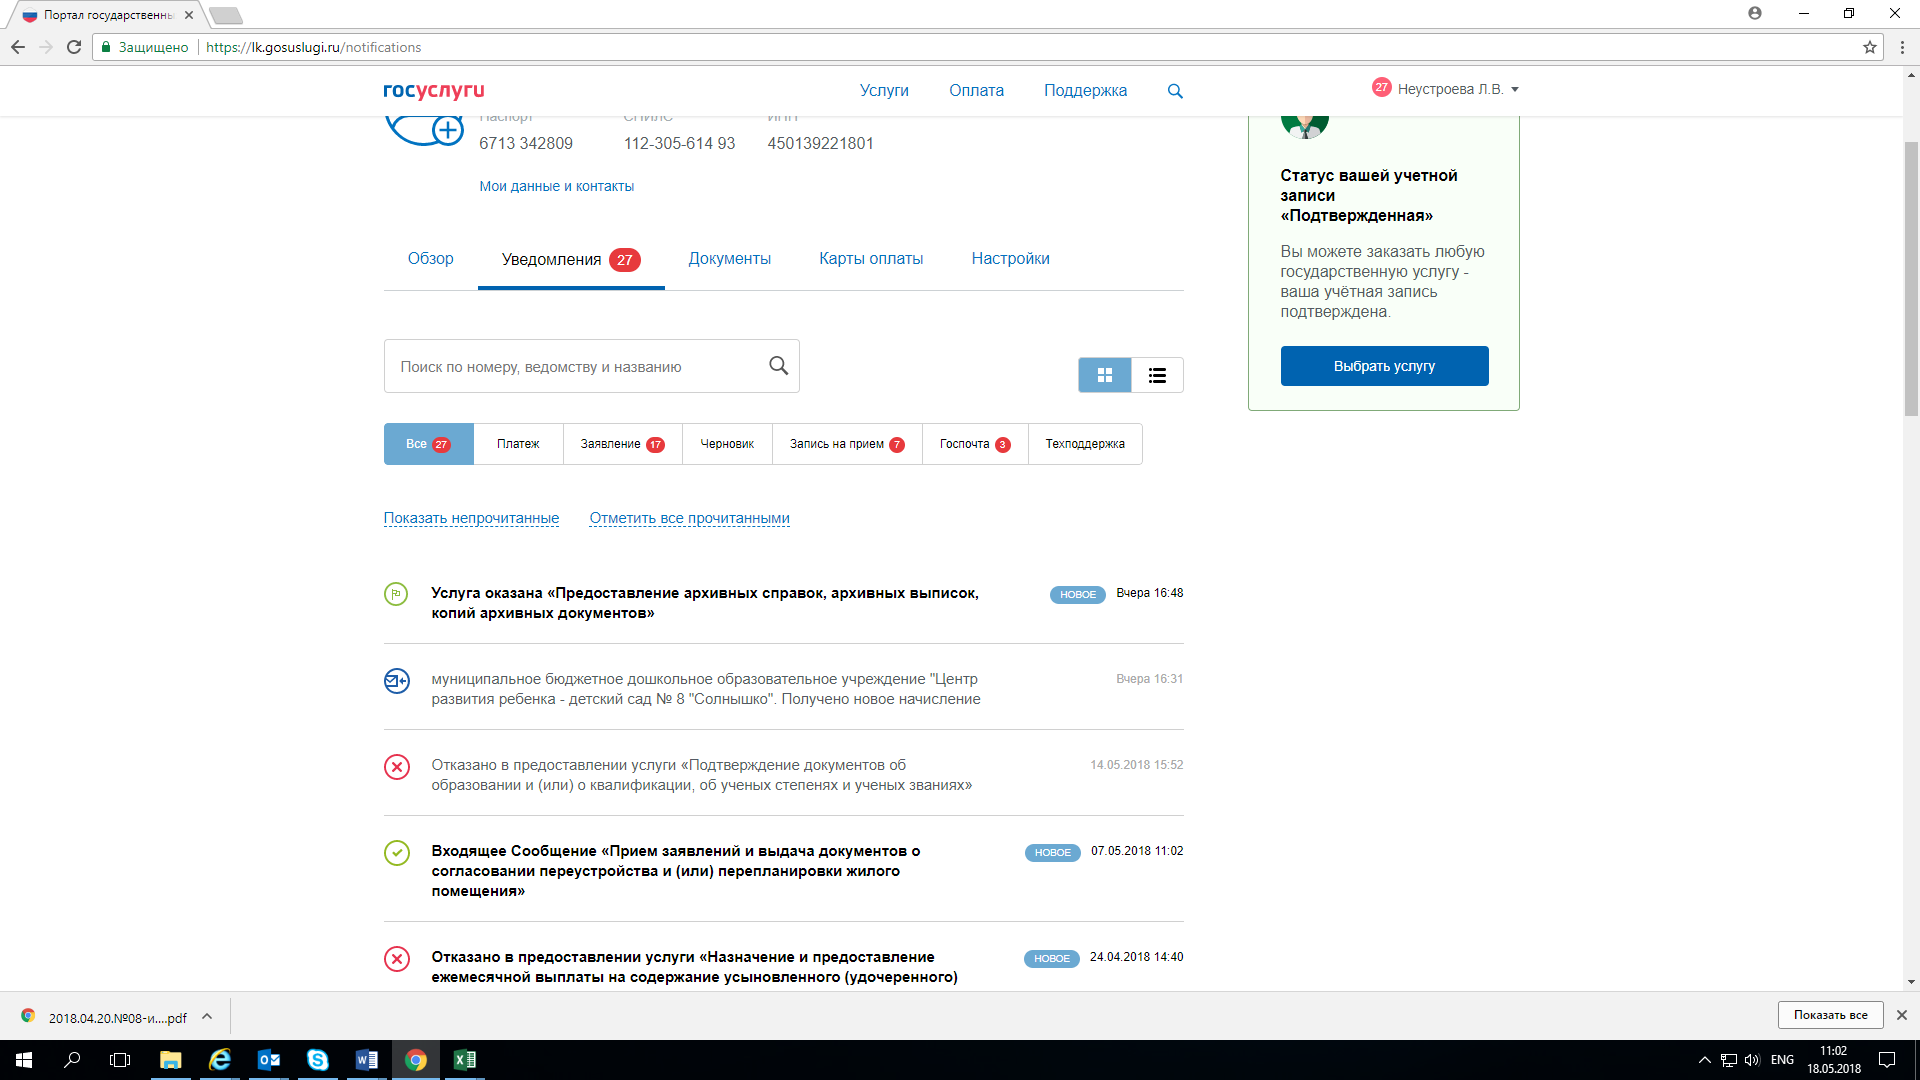 Портал государственны
Защищено
https://lk.gosuslugi.ru/notifications
госуслуги
Услуги
Оплата
Поддержка
27
Неустроева Л.В.
Паспорт
СНИЛС
ИНН
6713 342809
112-305-614 93
450139221801
Мои данные и контакты
Статус вашей учетной
записи
«Подтвержденная»
Вы можете заказать любую
государственную услугу -
ваша учётная запись
подтверждена.
Выбрать услугу
Обзор
Уведомления 27
Документы
Карты оплаты
Настройки
Поиск по номеру, ведомству и названию
Все 27
Платеж
Заявление 17
Черновик
Запись на прием 7
Госпочта 3
Техподдержка
Показать непрочитанные
Отметить все прочитанными
Услуга оказана «Предоставление архивных справок, архивных выписок,
копий архивных документов»
НОВОЕ
Вчера 16:48
муниципальное бюджетное дошкольное образовательное учреждение "Центр
развития ребенка - детский сад № 8 "Солнышко". Получено новое начисление
Вчера 16:31
Отказано в предоставлении услуги «Подтверждение документов об
образовании и (или) о квалификации, об ученых степенях и ученых званиях»
14.05.2018 15:52
Входящее Сообщение «Прием заявлений и выдача документов о
согласовании переустройства и (или) перепланировки жилого
помещения»
НОВОЕ
07.05.2018 11:02
Отказано в предоставлении услуги «Назначение и предоставление
ежемесячной выплаты на содержание усыновленного (удочеренного)
НОВОЕ
24.04.2018 14:40
2018.04.20.№08-и....pdf
Показать все
ENG
11:02
18.05.2018